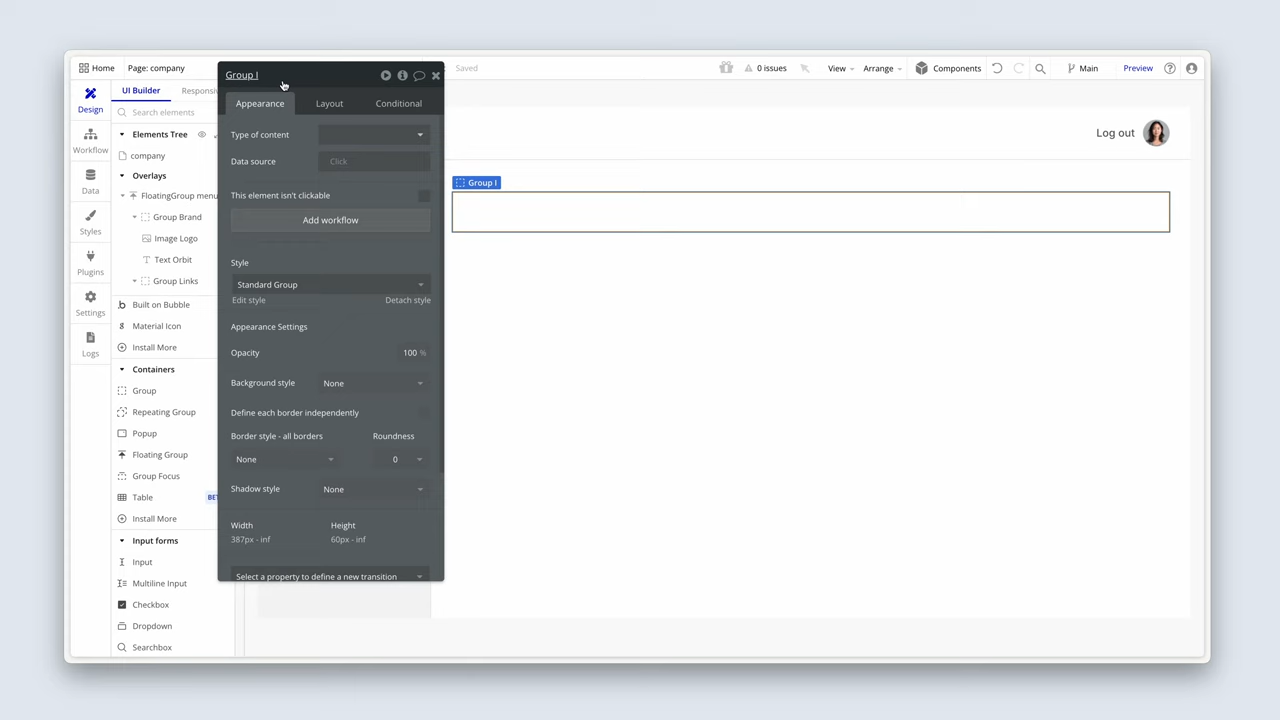 Home
Page: company
Saved
0 issues
View
Arrange
Components
Main
Preview
Design
Workflow
Data
Styles
Plugins
Settings
Logs
UI Builder
Responsiv
Search elements
Elements Tree
company
Overlays
FloatingGroup menu
Group Brand
Image Logo
Text Orbit
Group Links
Built on Bubble
Material Icon
Install More
Containers
Group
Repeating Group
Popup
Floating Group
Group Focus
Table
BET
Install More
Input forms
Input
Multiline Input
Checkbox
Dropdown
Searchbox
Group I
Appearance
Layout
Conditional
Type of content
Data source
Click
This element isn't clickable
Add workflow
Style
Standard Group
Edit style
Detach style
Appearance Settings
Opacity
100 %
Background style
None
Define each border independently
Border style - all borders
Roundness
None
0
Shadow style
None
Width
Height
387px - inf
60px - inf
Select a property to define a new transition
Log out
Group I